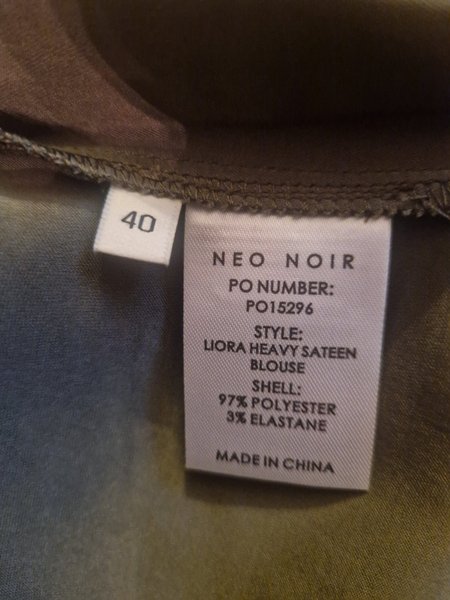 40
NEO NOIR
PO NUMBER:
PO15296
STYLE:
LIORA HEAVY SATEEN
BLOUSE
SHELL:
97% POLYESTER
3% ELASTANE
MADE IN CHINA